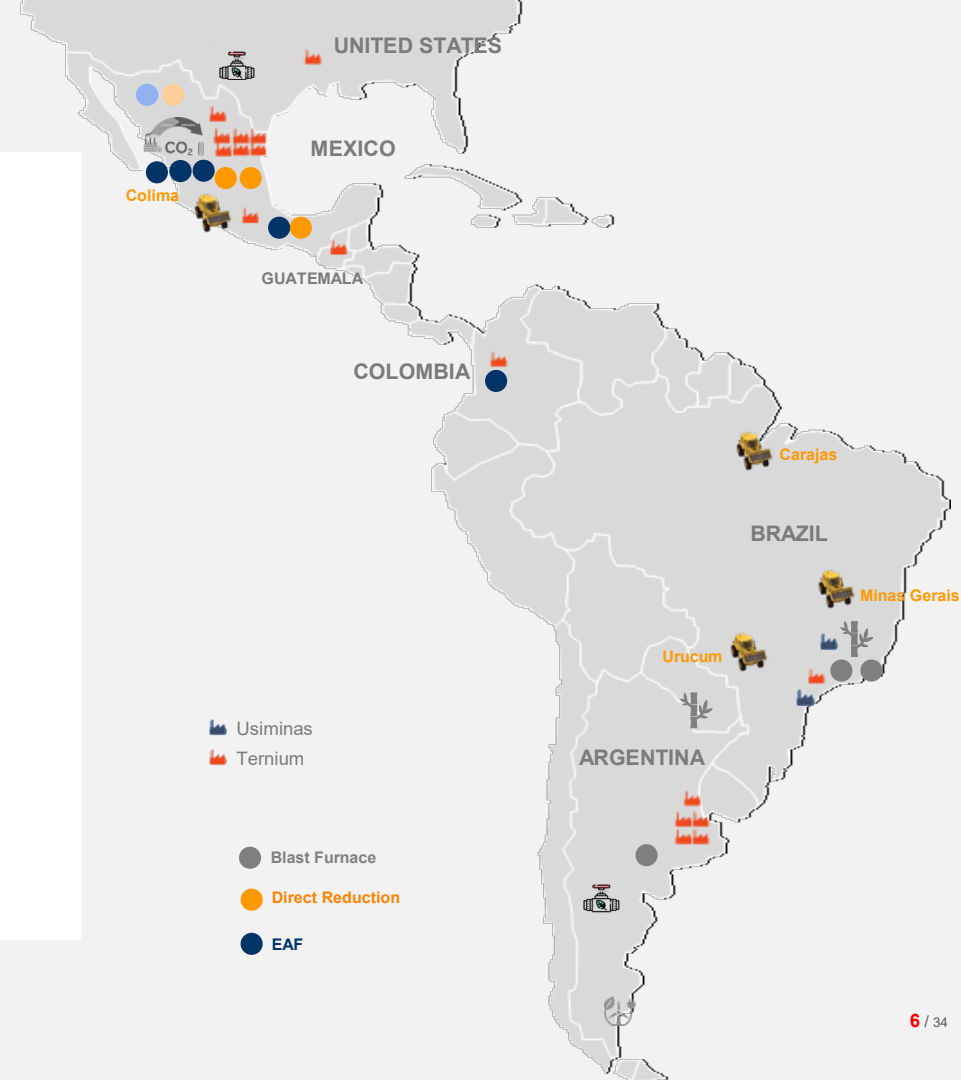 UNITED STATES
MEXICO
CO₂
Colima
GUATEMALA
COLOMBIA
Carajas
BRAZIL
Minas Gerais
Urucum
Usiminas
Ternium
ARGENTINA
Blast Furnace
Direct Reduction
EAF
6 / 34